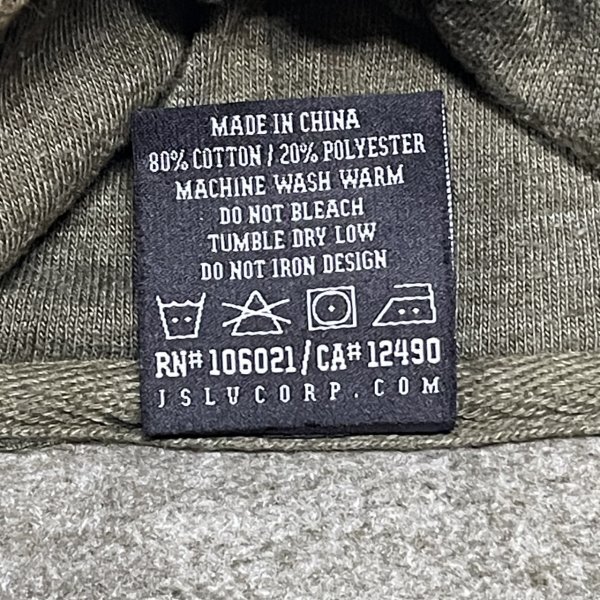 MADE IN CHINA
80% COTTON / 20% POLYESTER
MACHINE WASH WARM
DO NOT BLEACH
TUMBLE DRY LOW
DO NOT IRON DESIGN
RN# 106021/CA# 12490
JSLVCORP.COM